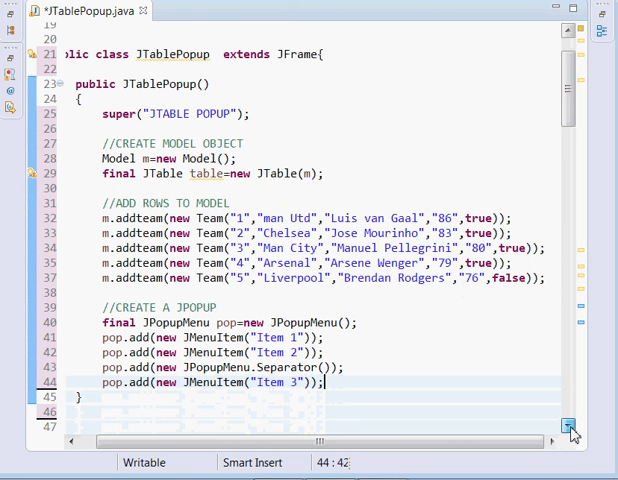 *JTablePopup.java
19
20
21 olic class JTablePopup extends JFrame{
22
23 public JTablePopup()
24 {
25 super("JTABLE POPUP");
26
27 //CREATE MODEL OBJECT
28 Model m=new Model();
29 final JTable table=new JTable(m);
30
31 //ADD ROWS TO MODEL
32 m.addteam(new Team("1","man Utd","Luis van Gaal","86",true));
33 m.addteam(new Team("2","Chelsea","Jose Mourinho","83",true));
34 m.addteam(new Team("3","Man City","Manuel Pellegrini","80",true));
35 m.addteam(new Team("4","Arsenal","Arsene Wenger","79",true));
37 m.addteam(new Team("5","Liverpool","Brendan Rodgers","76",false));
38
39 //CREATE A JPOPUP
40 final JPopupMenu pop=new JPopupMenu();
41 pop.add(new JMenuItem("Item 1"));
42 pop.add(new JMenuItem("Item 2"));
43 pop.add(new JPopupMenu.Separator());
44 pop.add(new JMenuItem("Item 3"));
45 }
46
47
Writable Smart Insert 44 : 42